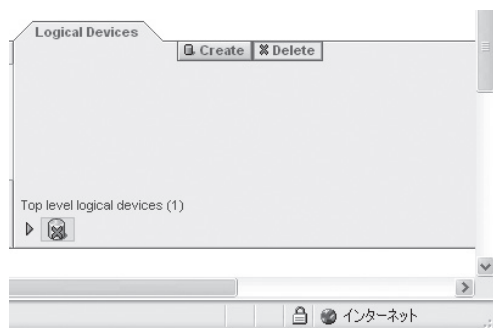 Logical Devices
Create Delete
Top level logical devices (1)
インターネット